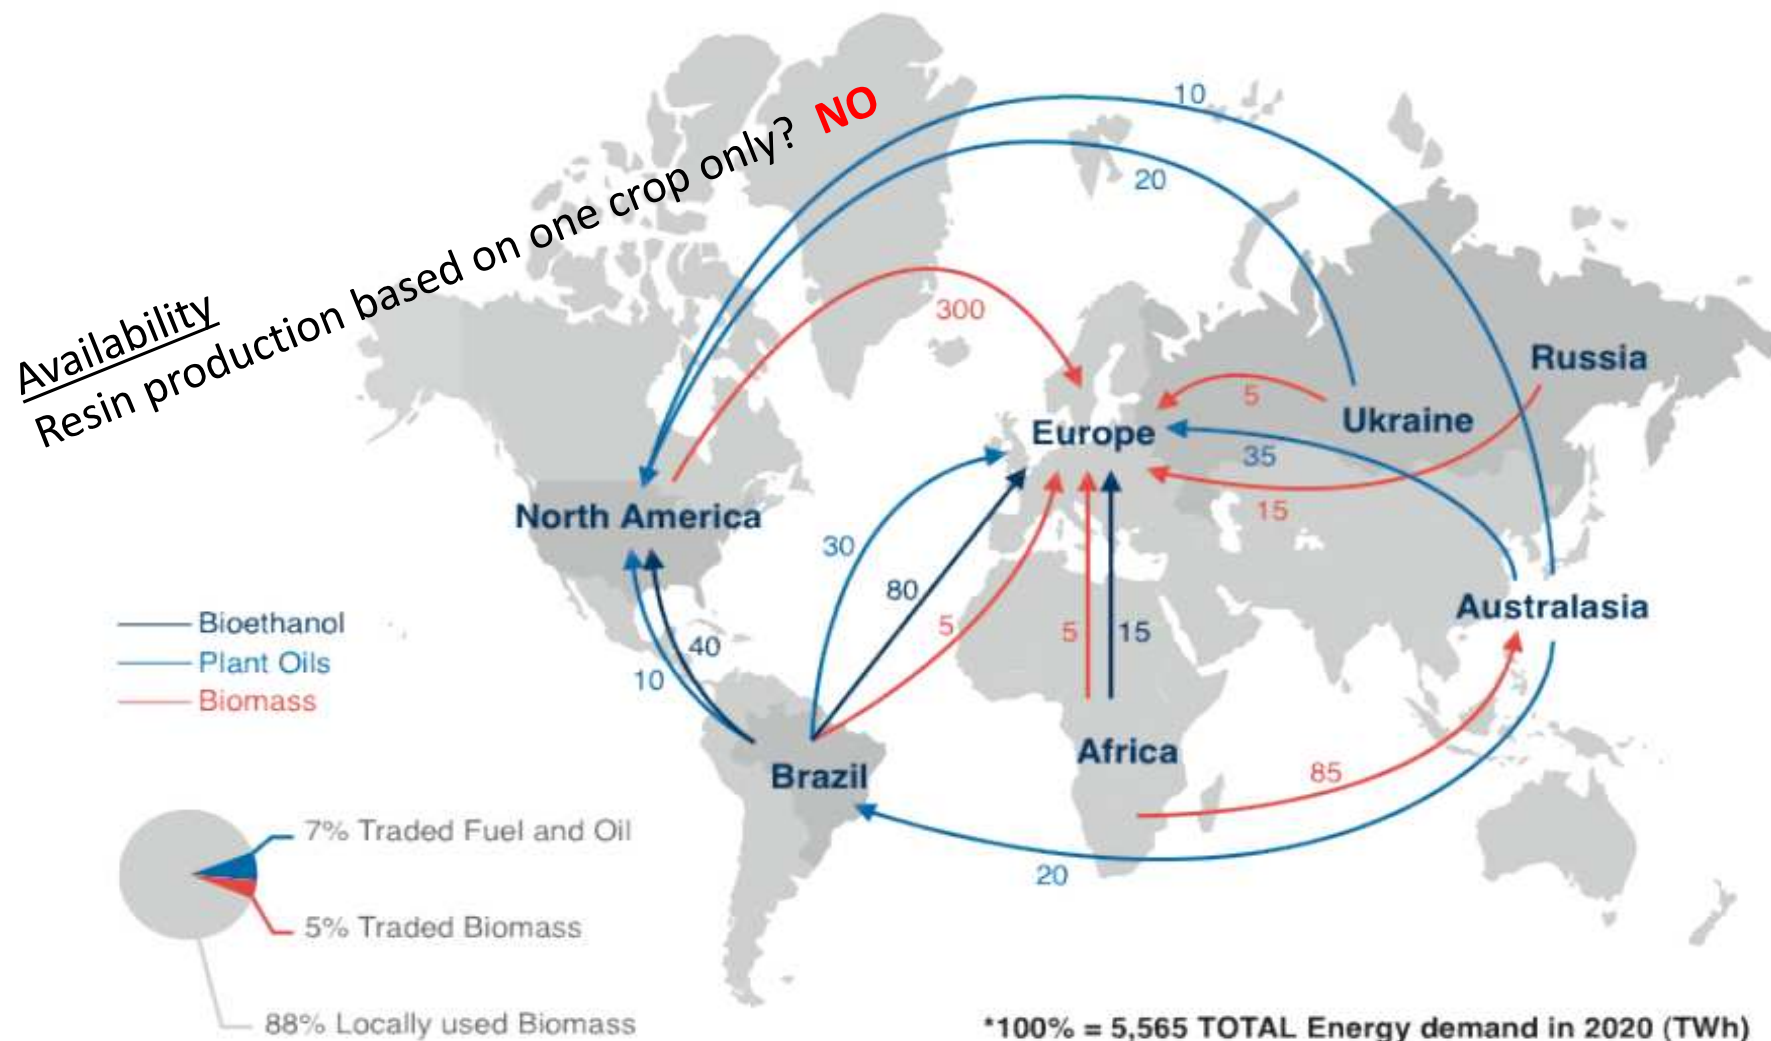 Availability
Resin production based on one crop only? NO
10
20
300
Russia
5
Ukraine
Europe
35
15
North America
30
80
5
5
15
Australasia
Bioethanol
Plant Oils
Biomass
40
10
Africa
Brazil
85
20
7% Traded Fuel and Oil
5% Traded Biomass
88% Locally used Biomass
*100% = 5,565 TOTAL Energy demand in 2020 (TWh)